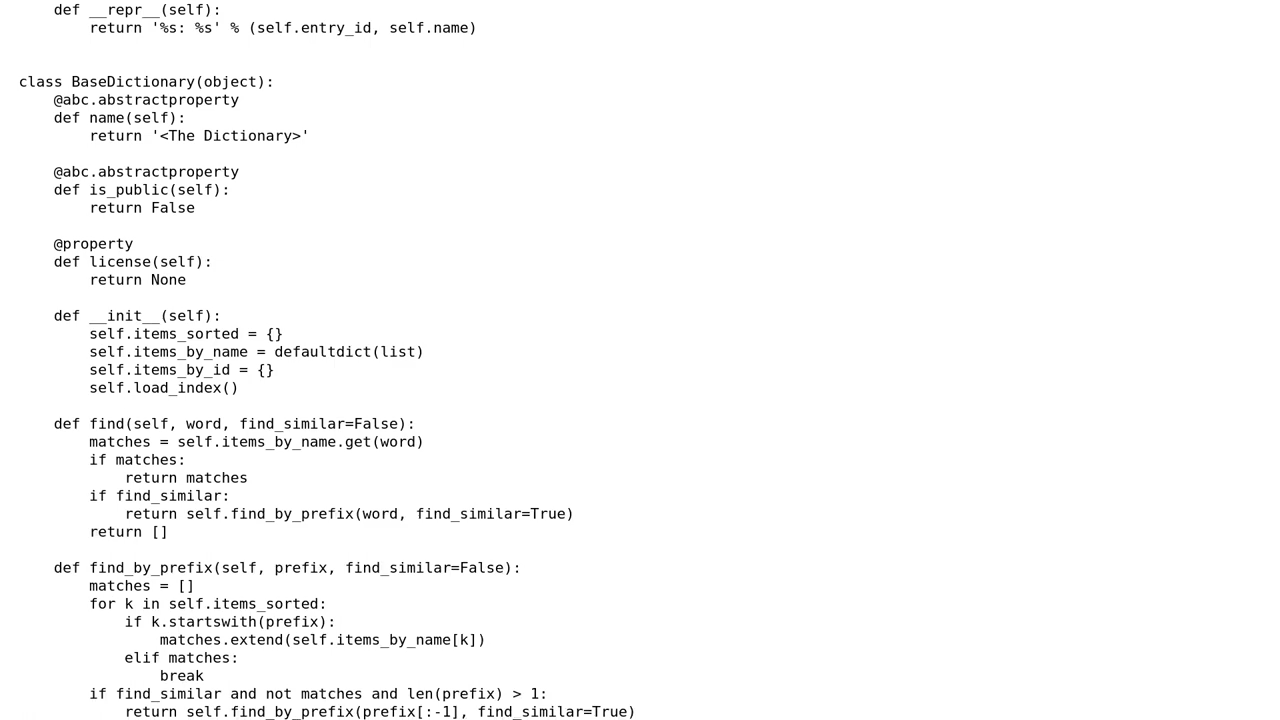 def __repr__(self):
        return '%s: %s' % (self.entry_id, self.name)


class BaseDictionary(object):
    @abc.abstractproperty
    def name(self):
        return '<The Dictionary>'

    @abc.abstractproperty
    def is_public(self):
        return False

    @property
    def license(self):
        return None

    def __init__(self):
        self.items_sorted = {}
        self.items_by_name = defaultdict(list)
        self.items_by_id = {}
        self.load_index()

    def find(self, word, find_similar=False):
        matches = self.items_by_name.get(word)
        if matches:
            return matches
        if find_similar:
            return self.find_by_prefix(word, find_similar=True)
        return []

    def find_by_prefix(self, prefix, find_similar=False):
        matches = []
        for k in self.items_sorted:
            if k.startswith(prefix):
                matches.extend(self.items_by_name[k])
            elif matches:
                break
        if find_similar and not matches and len(prefix) > 1:
            return self.find_by_prefix(prefix[:-1], find_similar=True)